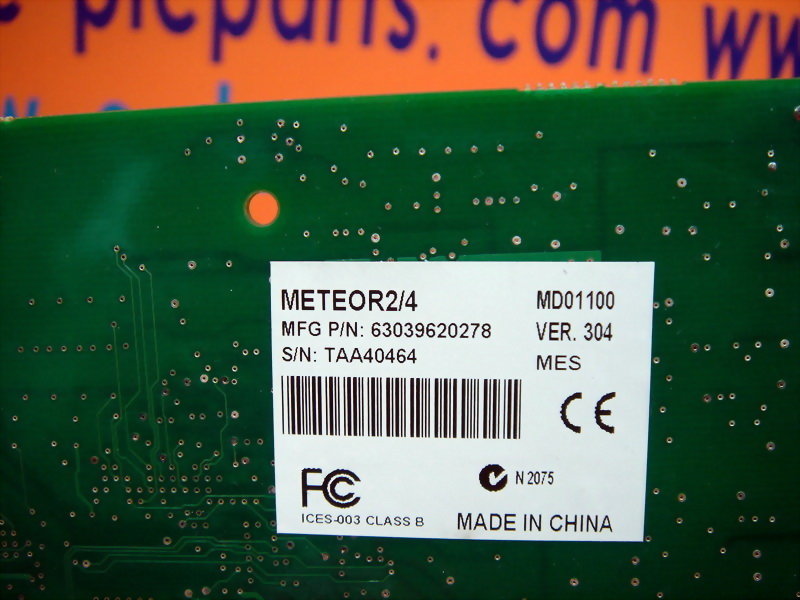 plcparts.com www
METEOR2/4 MD01100
MFG P/N: 63039620278 VER. 304
S/N: TAA40464 MES
CE
FC N 2075
ICES-003 CLASS B MADE IN CHINA